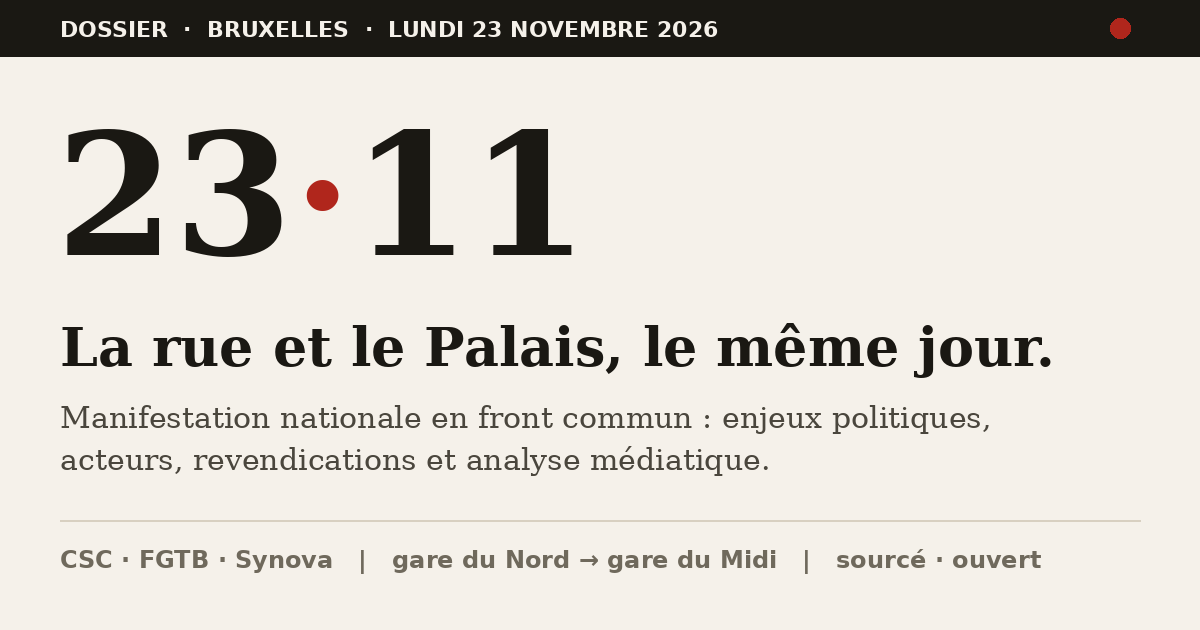 DOSSIER · BRUXELLES · LUNDI 23 NOVEMBRE 2026
23·11
La rue et le Palais, le même jour.
Manifestation nationale en front commun : enjeux politiques,
acteurs, revendications et analyse médiatique.
CSC · FGTB · Synova | gare du Nord → gare du Midi | sourcé · ouvert